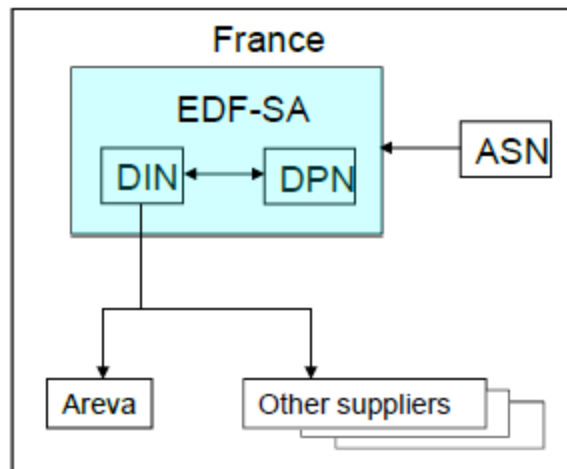 France
EDF-SA
DIN
DPN
ASN
Areva
Other suppliers